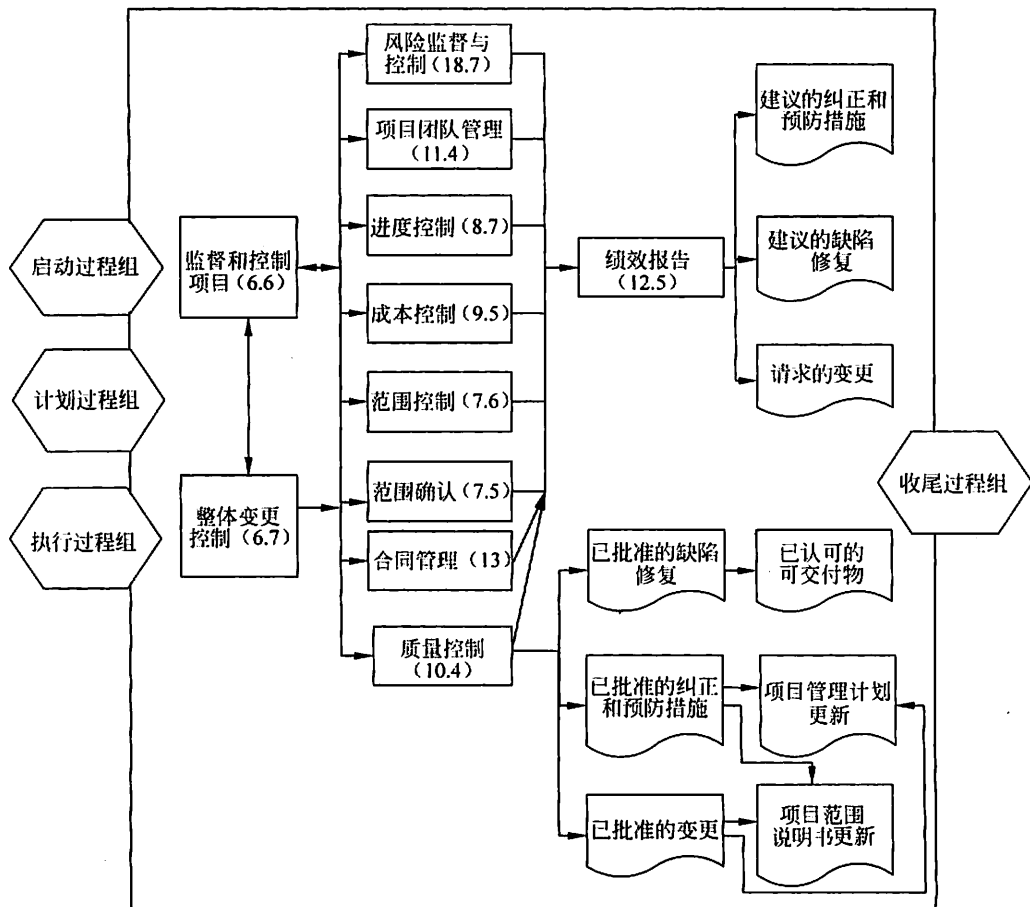 风险监督与
控制(18.7)
项目团队管理
(11.4)
进度控制(8.7)
成本控制(9.5)
范围控制(7.6)
范围确认(7.5)
合同管理(13)
质量控制
(10.4)
启动过程组
计划过程组
执行过程组
监督和控制
项目(6.6)
整体变更
控制(6.7)
绩效报告
(12.5)
建议的纠正和
预防措施
建议的缺陷
修复
请求的变更
收尾过程组
已批准的缺陷
修复
已认可的
可交付物
已批准的纠正
和预防措施
项目管理计划
更新
已批准的变更
项目范围
说明书更新